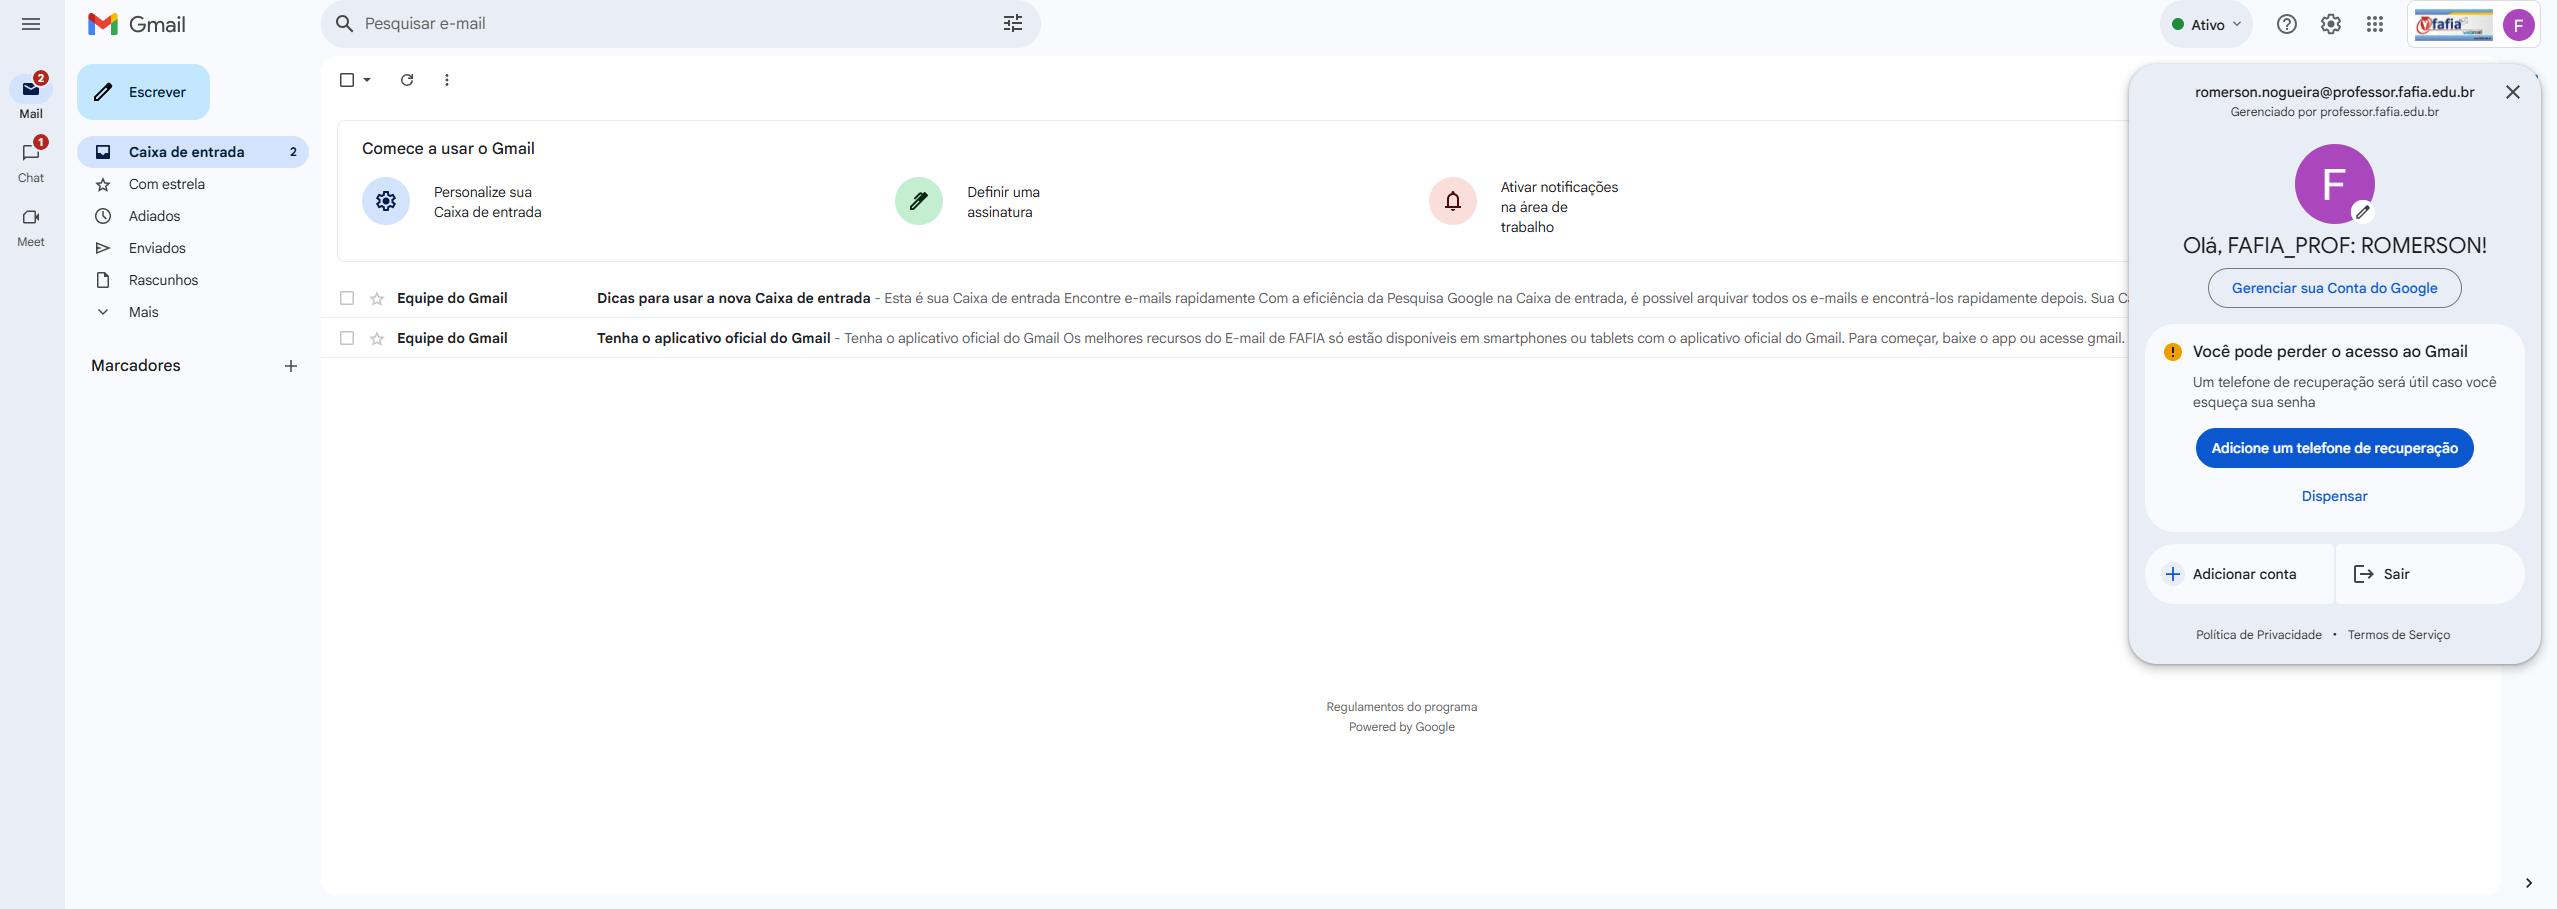 Gmail
Pesquisar e-mail
Ativo
fafia
F
2
Mail
1
Chat
Meet
Escrever
Caixa de entrada 2
Com estrela
Adiados
Enviados
Rascunhos
Mais
Marcadores
Comece a usar o Gmail
Personalize sua
Caixa de entrada
Definir uma
assinatura
Ativar notificações
na área de
trabalho
Equipe do Gmail Dicas para usar a nova Caixa de entrada - Esta é sua Caixa de entrada Encontre e-mails rapidamente Com a eficiência da Pesquisa Google na Caixa de entrada, é possível arquivar todos os e-mails e encontrá-los rapidamente depois. Sua
Equipe do Gmail Tenha o aplicativo oficial do Gmail - Tenha o aplicativo oficial do Gmail Os melhores recursos do E-mail de FAFIA só estão disponíveis em smartphones ou tablets com o aplicativo oficial do Gmail. Para começar, baixe o app ou acesse gmail.
Regulamentos do programa
Powered by Google
romerson.nogueira@professor.fafia.edu.br
Gerenciado por professor.fafia.edu.br
F
Olá, FAFIA_PROF: ROMERSON!
Gerenciar sua Conta do Google
Você pode perder o acesso ao Gmail
Um telefone de recuperação será útil caso você
esqueça sua senha
Adicione um telefone de recuperação
Dispensar
Adicionar conta
Sair
Política de Privacidade • Termos de Serviço